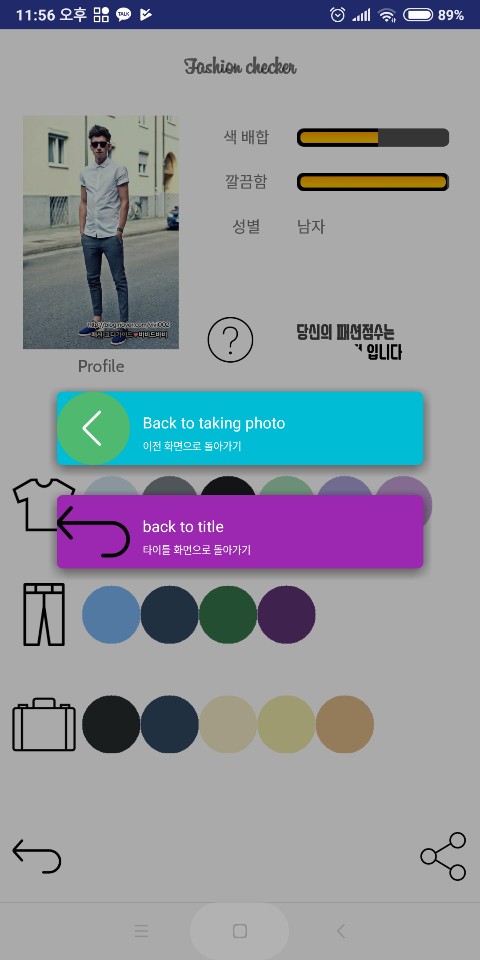 11:56 오후
TALK
89%
Fashion checker
색 배합
깔끔함
성별
남자
?
당신의 패션점수는
입니다
Profile
Back to taking photo
이전 화면으로 돌아가기
back to title
타이틀 화면으로 돌아가기